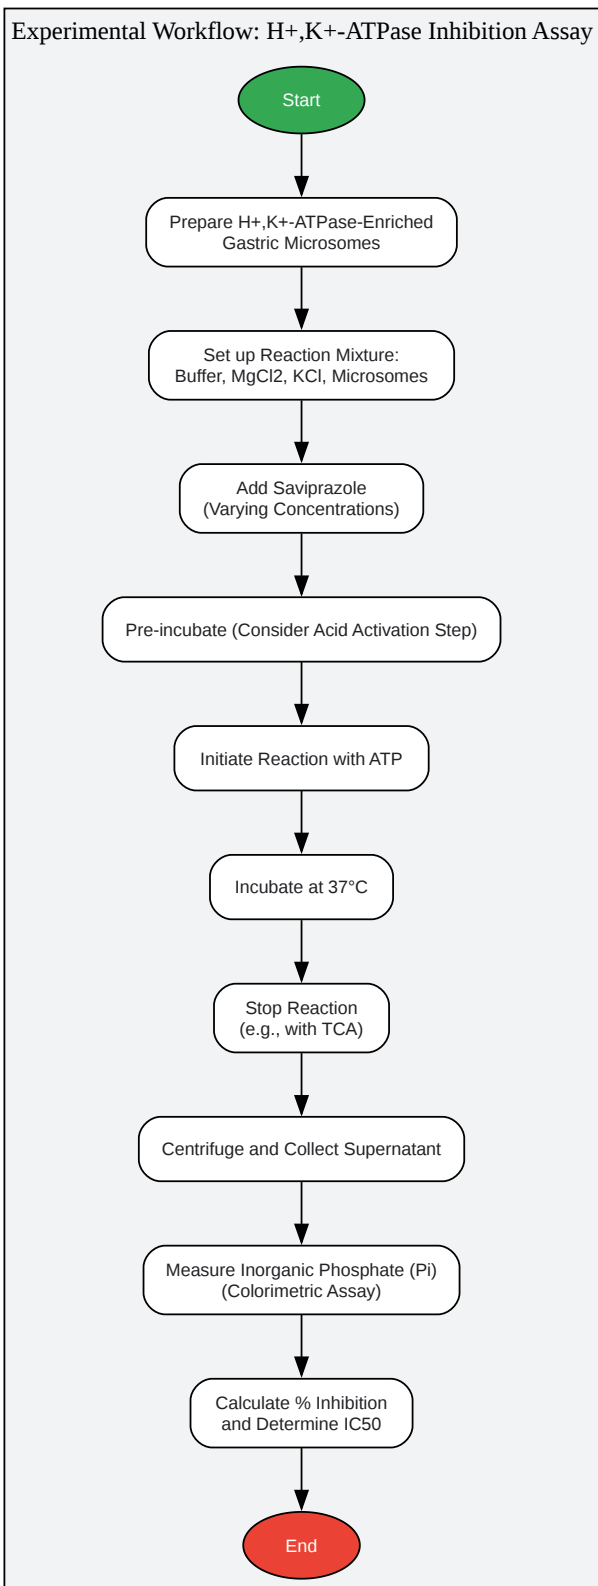 Experimental Workflow: H+,K+-ATPase Inhibition Assay
Start
Prepare H+,K+-ATPase-Enriched
Gastric Microsomes
Set up Reaction Mixture:
Buffer, MgCl2, KCl, Microsomes
Add Saviprazole
(Varying Concentrations)
Pre-incubate (Consider Acid Activation Step)
Initiate Reaction with ATP
Incubate at 37°C
Stop Reaction
(e.g., with TCA)
Centrifuge and Collect Supernatant
Measure Inorganic Phosphate (Pi)
(Colorimetric Assay)
Calculate % Inhibition
and Determine IC50
End